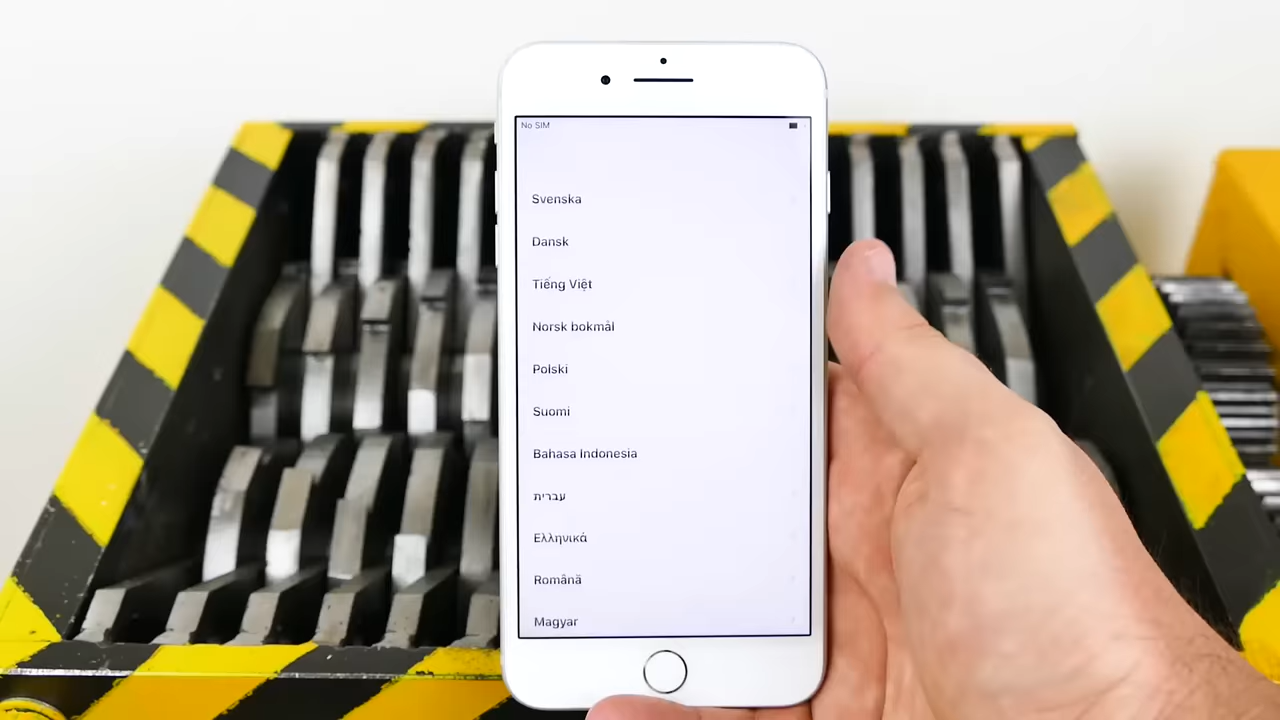 No SIM
Svenska
Dansk
Tiếng Việt
Norsk bokmål
Polski
Suomi
Bahasa Indonesia
עברית
Ελληνικά
Română
Magyar